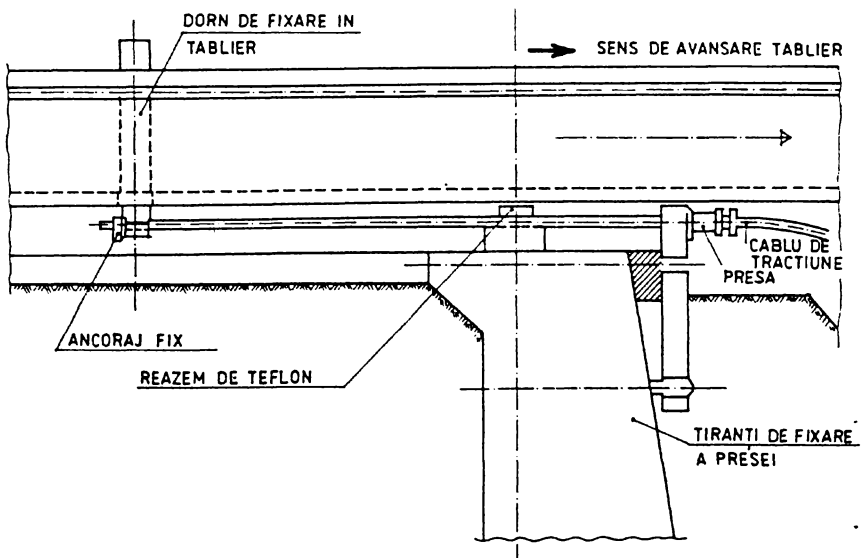 DORN DE FIXARE IN
TABLIER
SENS DE AVANSARE TABLIER
CABLU DE
TRACTIUNE
PRESA
ANCORAJ FIX
REAZEM DE TEFLON
TIRANTI DE FIXARE
A PRESEI